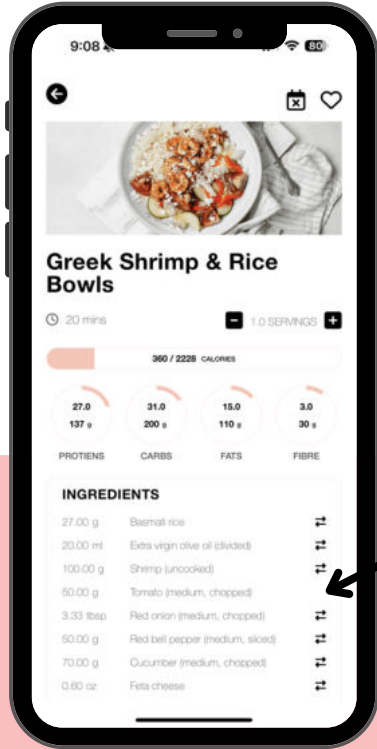 9:08
80
Greek Shrimp & Rice
Bowls
20 mins
1.0 SERVINGS
360 / 2228 CALORIES
27.0 31.0 15.0 3.0
137 g 200 g 110 g 30 g
PROTIENS CARBS FATS FIBRE
INGREDIENTS
27.00 g Basmati rice
20.00 ml Extra virgin olive oil (divided)
100.00 g Shrimp (uncooked)
50.00 g Tomato (medium, chopped)
3.33 tbsp Red onion (medium, chopped)
50.00 g Red bell pepper (medium, sliced)
70.00 g Cucumber (medium, chopped)
0.60 oz Feta cheese